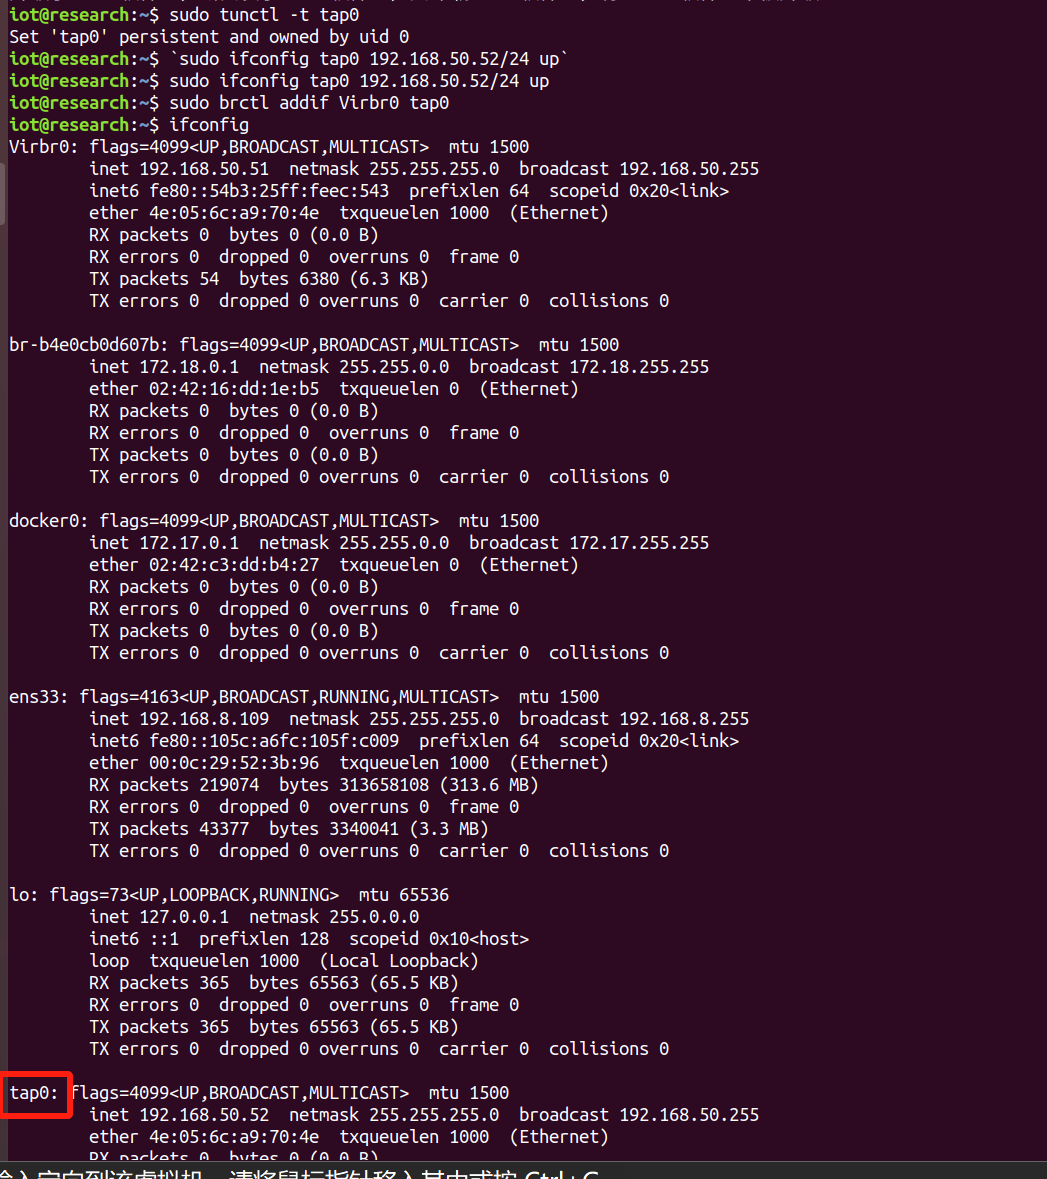 iot@research:~$ sudo tunctl -t tap0
Set 'tap0' persistent and owned by uid 0
iot@research:~$ `sudo ifconfig tap0 192.168.50.52/24 up`
iot@research:~$ sudo ifconfig tap0 192.168.50.52/24 up
iot@research:~$ sudo brctl addif Virbr0 tap0
iot@research:~$ ifconfig
Virbr0: flags=4099<UP,BROADCAST,MULTICAST>  mtu 1500
        inet 192.168.50.51  netmask 255.255.255.0  broadcast 192.168.50.255
        inet6 fe80::54b3:25ff:feec:543  prefixlen 64  scopeid 0x20<link>
        ether 4e:05:6c:a9:70:4e  txqueuelen 1000  (Ethernet)
        RX packets 0  bytes 0 (0.0 B)
        RX errors 0  dropped 0  overruns 0  frame 0
        TX packets 54  bytes 6380 (6.3 KB)
        TX errors 0  dropped 0 overruns 0  carrier 0  collisions 0

br-b4e0cb0d607b: flags=4099<UP,BROADCAST,MULTICAST>  mtu 1500
        inet 172.18.0.1  netmask 255.255.0.0  broadcast 172.18.255.255
        ether 02:42:16:dd:1e:b5  txqueuelen 0  (Ethernet)
        RX packets 0  bytes 0 (0.0 B)
        RX errors 0  dropped 0  overruns 0  frame 0
        TX packets 0  bytes 0 (0.0 B)
        TX errors 0  dropped 0 overruns 0  carrier 0  collisions 0

docker0: flags=4099<UP,BROADCAST,MULTICAST>  mtu 1500
        inet 172.17.0.1  netmask 255.255.0.0  broadcast 172.17.255.255
        ether 02:42:c3:dd:b4:27  txqueuelen 0  (Ethernet)
        RX packets 0  bytes 0 (0.0 B)
        RX errors 0  dropped 0  overruns 0  frame 0
        TX packets 0  bytes 0 (0.0 B)
        TX errors 0  dropped 0 overruns 0  carrier 0  collisions 0

ens33: flags=4163<UP,BROADCAST,RUNNING,MULTICAST>  mtu 1500
        inet 192.168.8.109  netmask 255.255.255.0  broadcast 192.168.8.255
        inet6 fe80::105c:a6fc:105f:c009  prefixlen 64  scopeid 0x20<link>
        ether 00:0c:29:52:3b:96  txqueuelen 1000  (Ethernet)
        RX packets 219074  bytes 313658108 (313.6 MB)
        RX errors 0  dropped 0  overruns 0  frame 0
        TX packets 43377  bytes 3340041 (3.3 MB)
        TX errors 0  dropped 0 overruns 0  carrier 0  collisions 0

lo: flags=73<UP,LOOPBACK,RUNNING>  mtu 65536
        inet 127.0.0.1  netmask 255.0.0.0
        inet6 ::1  prefixlen 128  scopeid 0x10<host>
        loop  txqueuelen 1000  (Local Loopback)
        RX packets 365  bytes 65563 (65.5 KB)
        RX errors 0  dropped 0  overruns 0  frame 0
        TX packets 365  bytes 65563 (65.5 KB)
        TX errors 0  dropped 0 overruns 0  carrier 0  collisions 0

tap0: flags=4099<UP,BROADCAST,MULTICAST>  mtu 1500
        inet 192.168.50.52  netmask 255.255.255.0  broadcast 192.168.50.255
        ether 4e:05:6c:a9:70:4e  txqueuelen 1000  (Ethernet)
        RX packets 0  bytes 0 (0.0 B)
输入定向到该虚拟机，请将鼠标指针移入其中或按 Ctrl+G